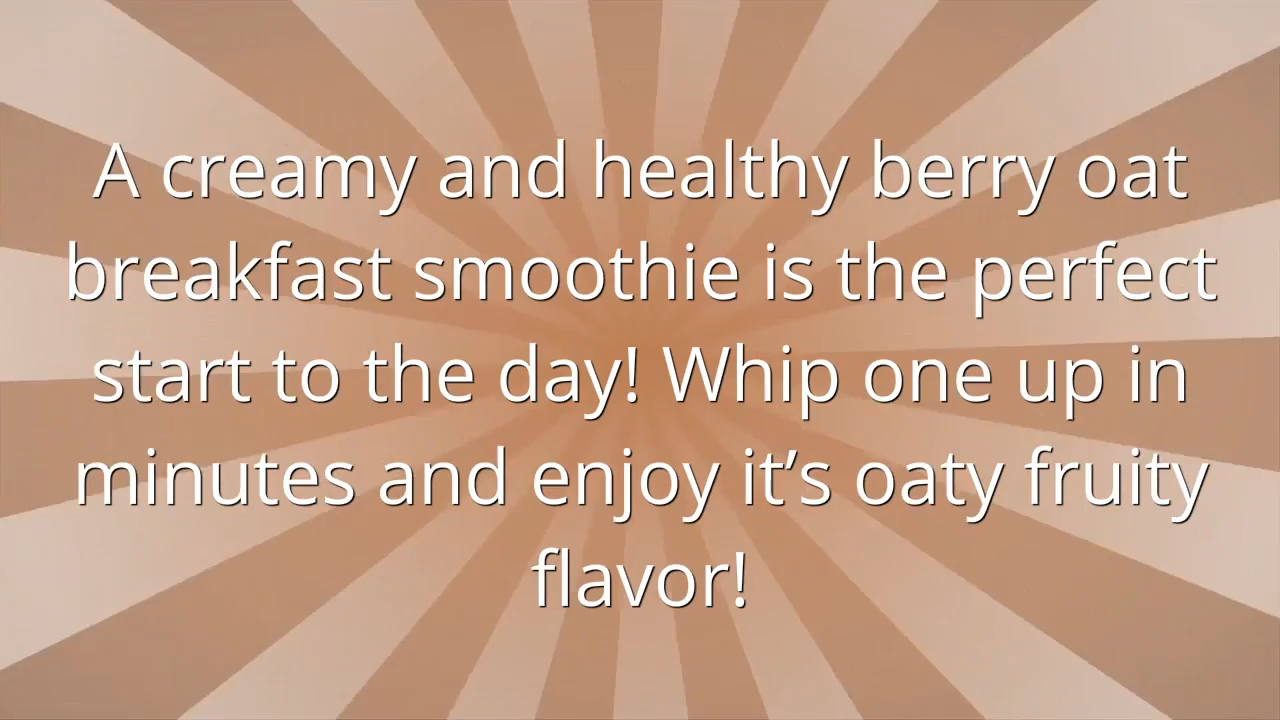 A creamy and healthy berry oat
breakfast smoothie is the perfect
start to the day! Whip one up in
minutes and enjoy it’s oaty fruity
flavor!